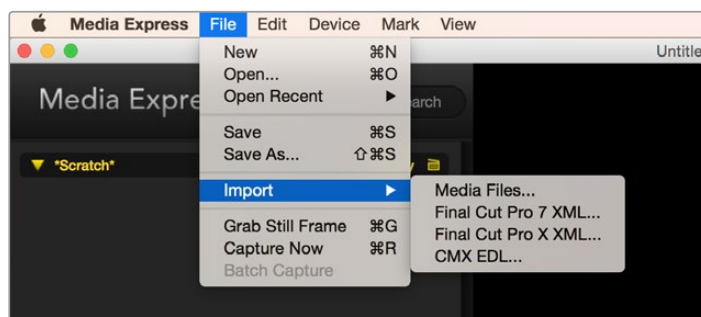 Media Express File Edit Device Mark View
Untitle
Media Expre
arch
*Scratch*
New ⌘N
Open... ⌘O
Open Recent ▶
Save ⌘S
Save As... ⇧⌘S
Import ▶
Grab Still Frame ⌘G
Capture Now ⌘R
Batch Capture
Media Files...
Final Cut Pro 7 XML...
Final Cut Pro X XML...
CMX EDL...